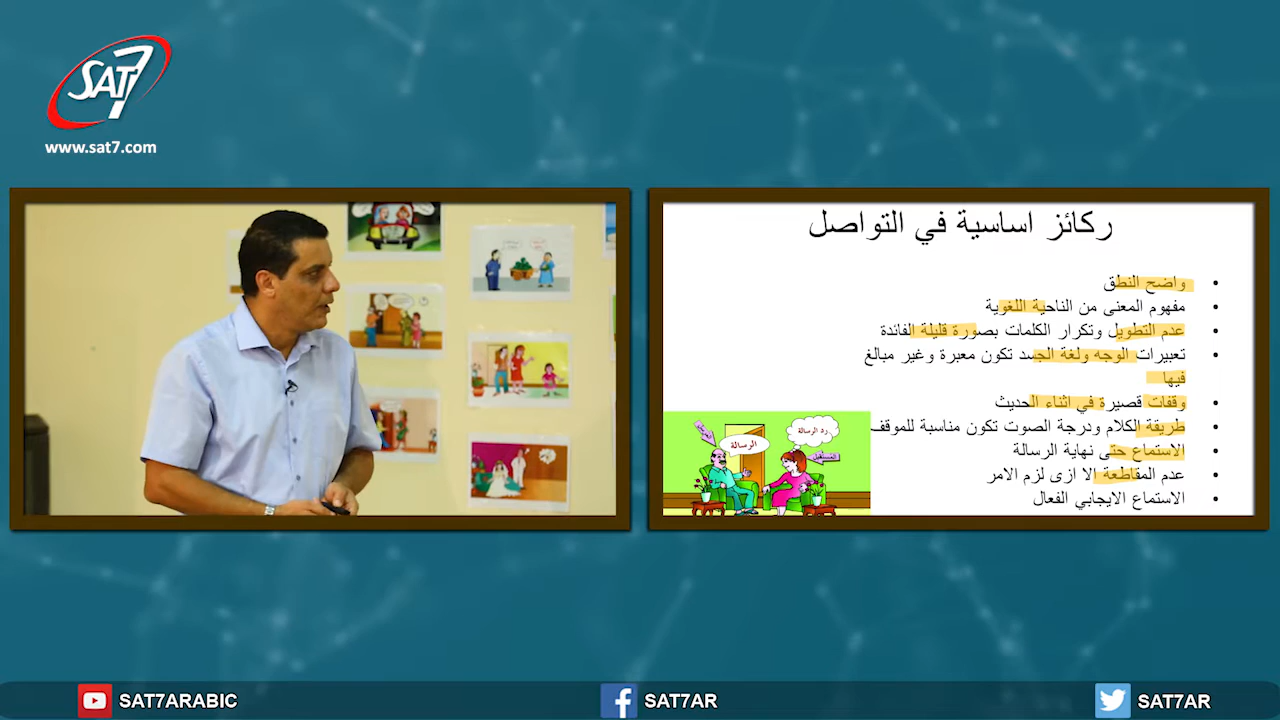 SAT7
www.sat7.com
ركائز اساسية في التواصل
• واضح النطق
• مفهوم المعنى من الناحية اللغوية
• عدم التطويل وتكرار الكلمات بصورة قليلة الفائدة
• تعبيرات الوجه ولغة الجسد تكون معبرة وغير مبالغ
فيها
• وقفات قصيرة في اثناء الحديث
• طريقة الكلام ودرجة الصوت تكون مناسبة للموقف
• الاستماع حتى نهاية الرسالة
• عدم المقاطعة الا ازى لزم الامر
• الاستماع الايجابي الفعال
رد الرسالة
الرسالة
المستقبل
SAT7ARABIC
SAT7AR
SAT7AR